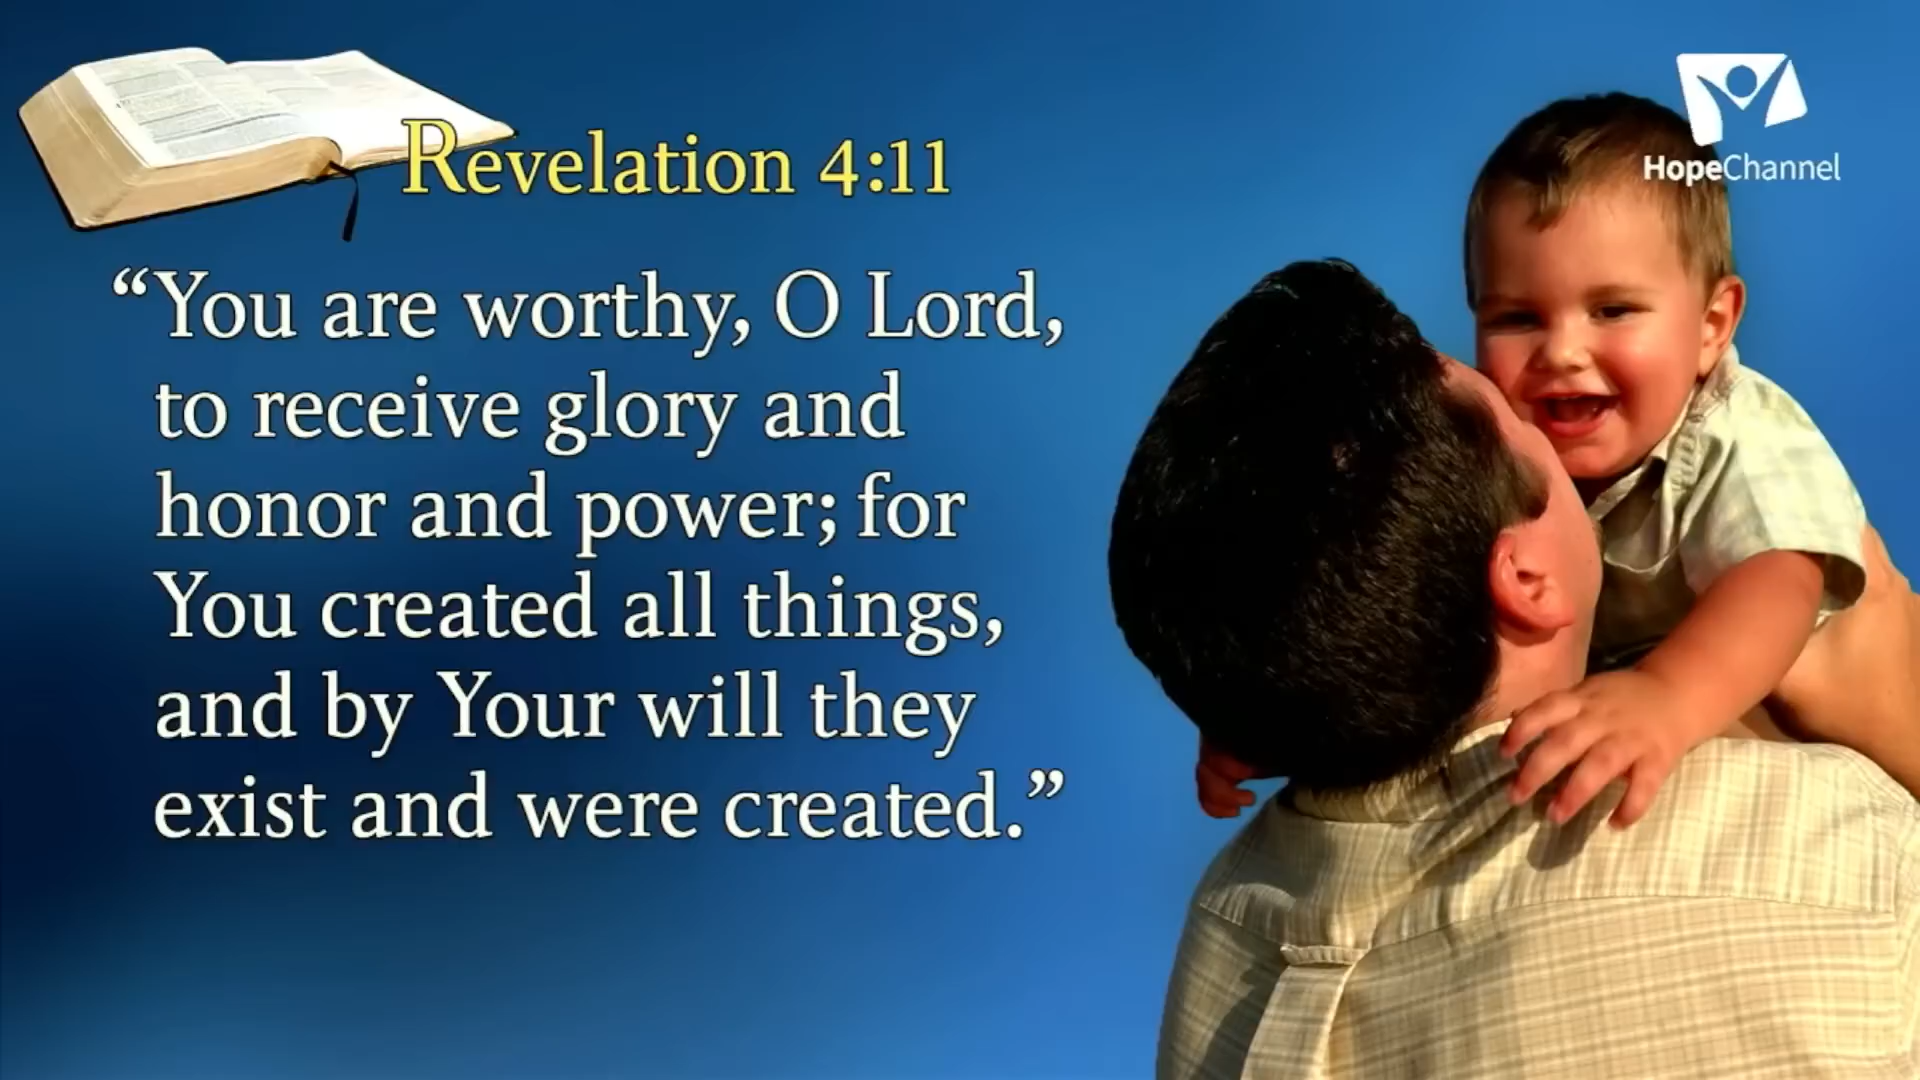 HopeChannel
Revelation 4:11
“You are worthy, O Lord,
to receive glory and
honor and power; for
You created all things,
and by Your will they
exist and were created.”